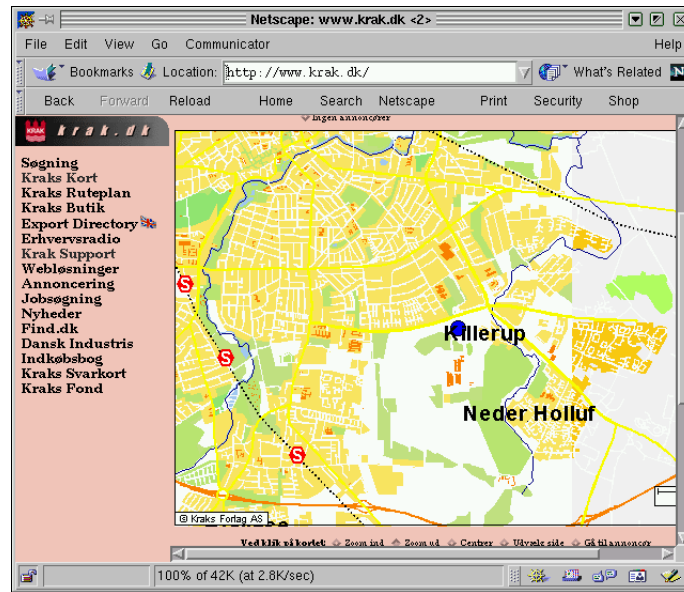 Netscape: www.krak.dk <2>
File Edit View Go Communicator Help
Bookmarks Location: http://www.krak.dk/ What's Related N
Back Forward Reload Home Search Netscape Print Security Shop
KRAK krak.dk
Ingen annoncører
Søgning
Kraks Kort
Kraks Ruteplan
Kraks Butik
Export Directory
Erhvervsradio
Krak Support
Webløsninger
Annoncering
Jobsøgning
Nyheder
Find.dk
Dansk Industris
Indkøbsbog
Kraks Svarkort
Kraks Fond
S
S
S
Killerup
Neder Holluf
© Kraks Forlag AS
Ved klik på kortet: Zoom ind Zoom ud Centrer Udvælg side Gå til annoncør
100% of 42K (at 2.8K/sec)